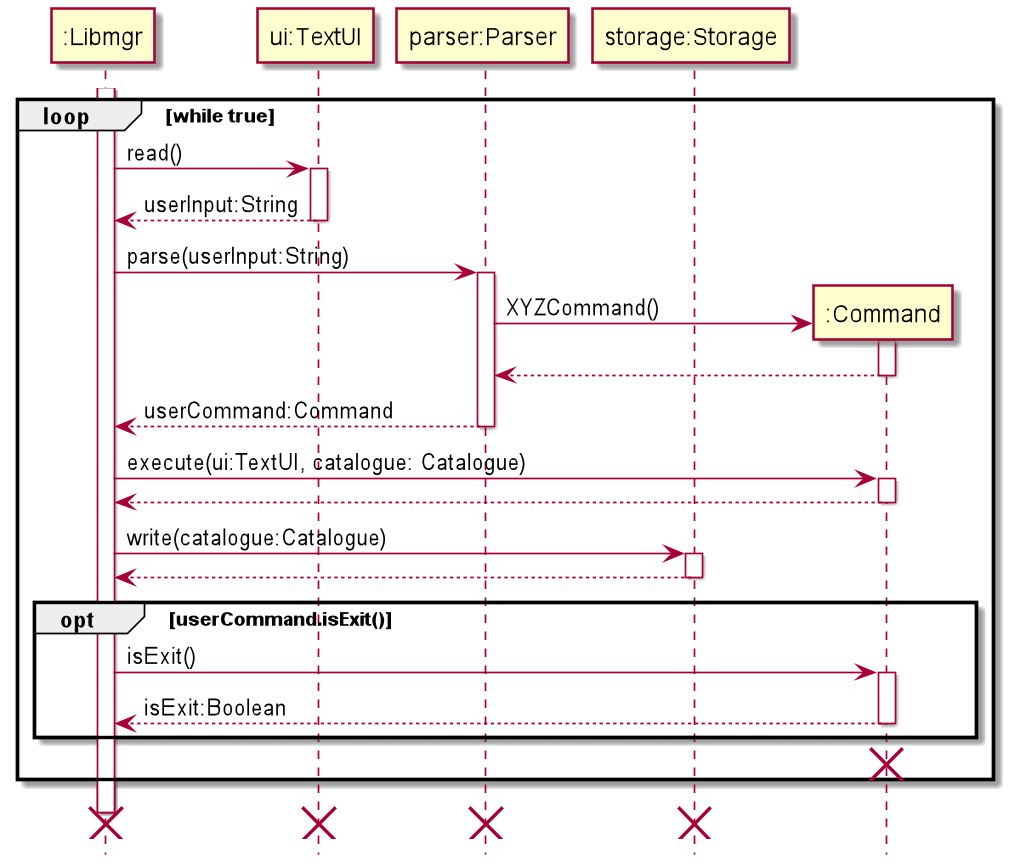 :Libmgr
ui:TextUI
parser:Parser
storage:Storage
loop
[while true]
read()
userInput:String
parse(userInput:String)
XYZCommand()
:Command
userCommand:Command
execute(ui:TextUI, catalogue: Catalogue)
write(catalogue:Catalogue)
opt
[userCommand.isExit()]
isExit()
isExit:Boolean